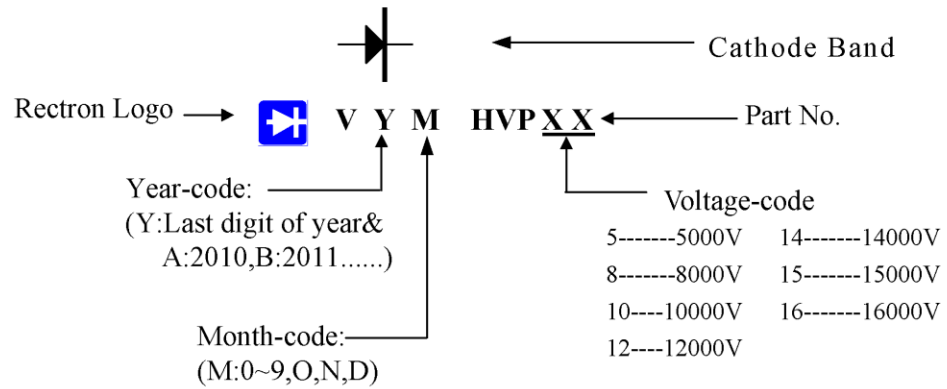 Cathode Band
Rectron Logo
V Y M HVP X X
Part No.
Year-code:
(Y:Last digit of year&
A:2010,B:2011......)
Voltage-code
5-------5000V 14-------14000V
8-------8000V 15-------15000V
10----10000V 16-------16000V
12----12000V
Month-code:
(M:0~9,O,N,D)